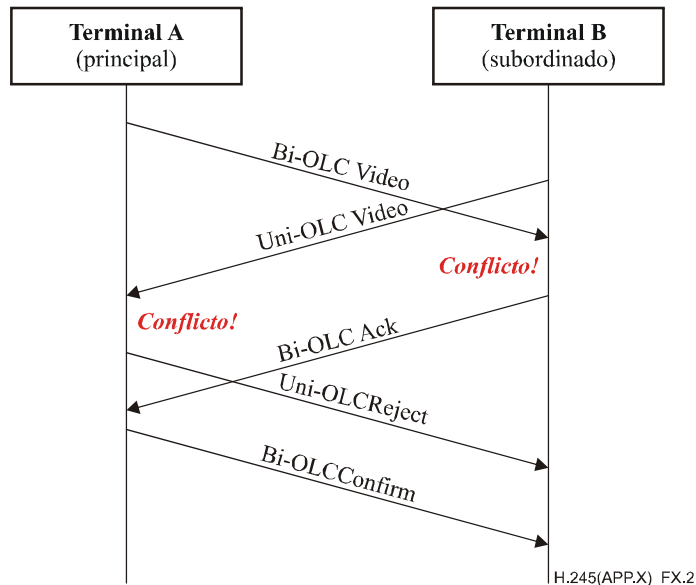 Terminal A
(principal)
Terminal B
(subordinado)
Bi-OLC Video
Uni-OLC Video
Conflicto!
Conflicto!
Bi-OLC Ack
Uni-OLCReject
Bi-OLCConfirm
H.245(APP.X)_FX.2